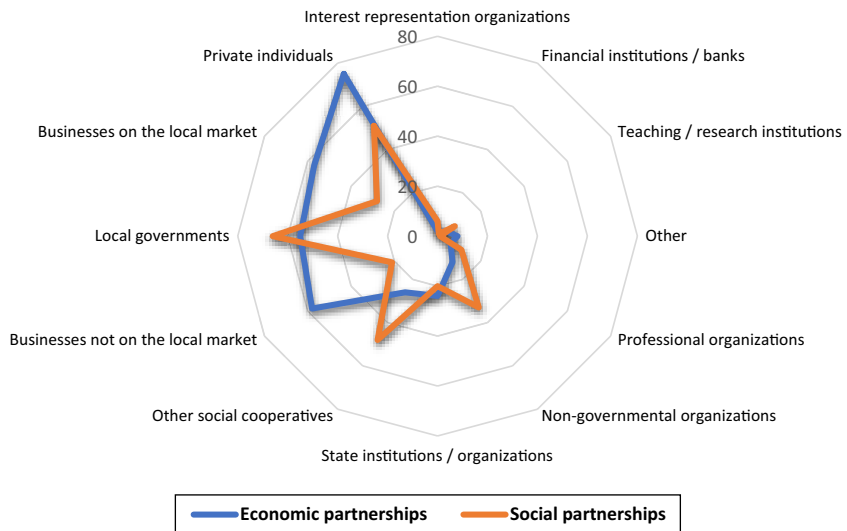 Interest representation organizations
80
Private individuals
Financial institutions / banks
60
Businesses on the local market
Teaching / research institutions
40
20
Local governments
0
Other
Businesses not on the local market
Professional organizations
Other social cooperatives
Non-governmental organizations
State institutions / organizations
Economic partnerships
Social partnerships